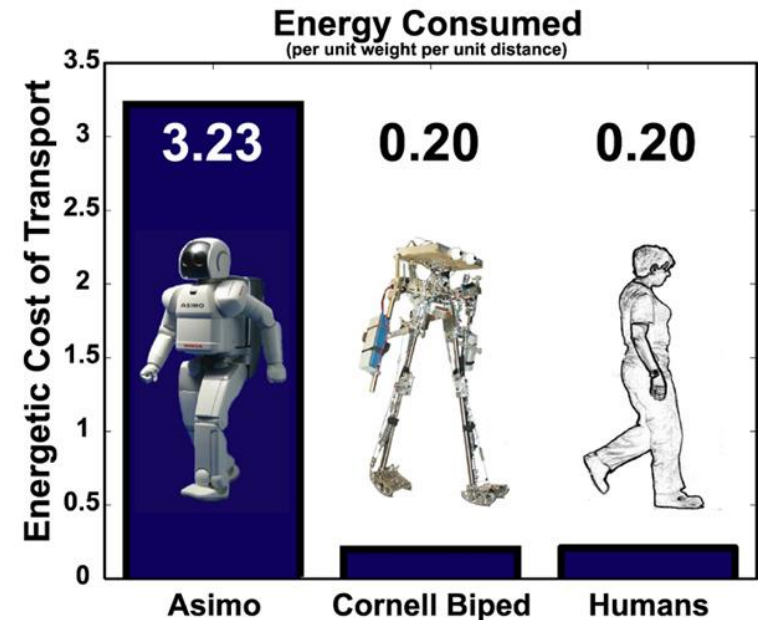 Energy Consumed
(per unit weight per unit distance)
Energetic Cost of Transport
3.5
3
2.5
2
1.5
1
0.5
0
3.23
0.20
0.20
ASIMO
Asimo
Cornell Biped
Humans